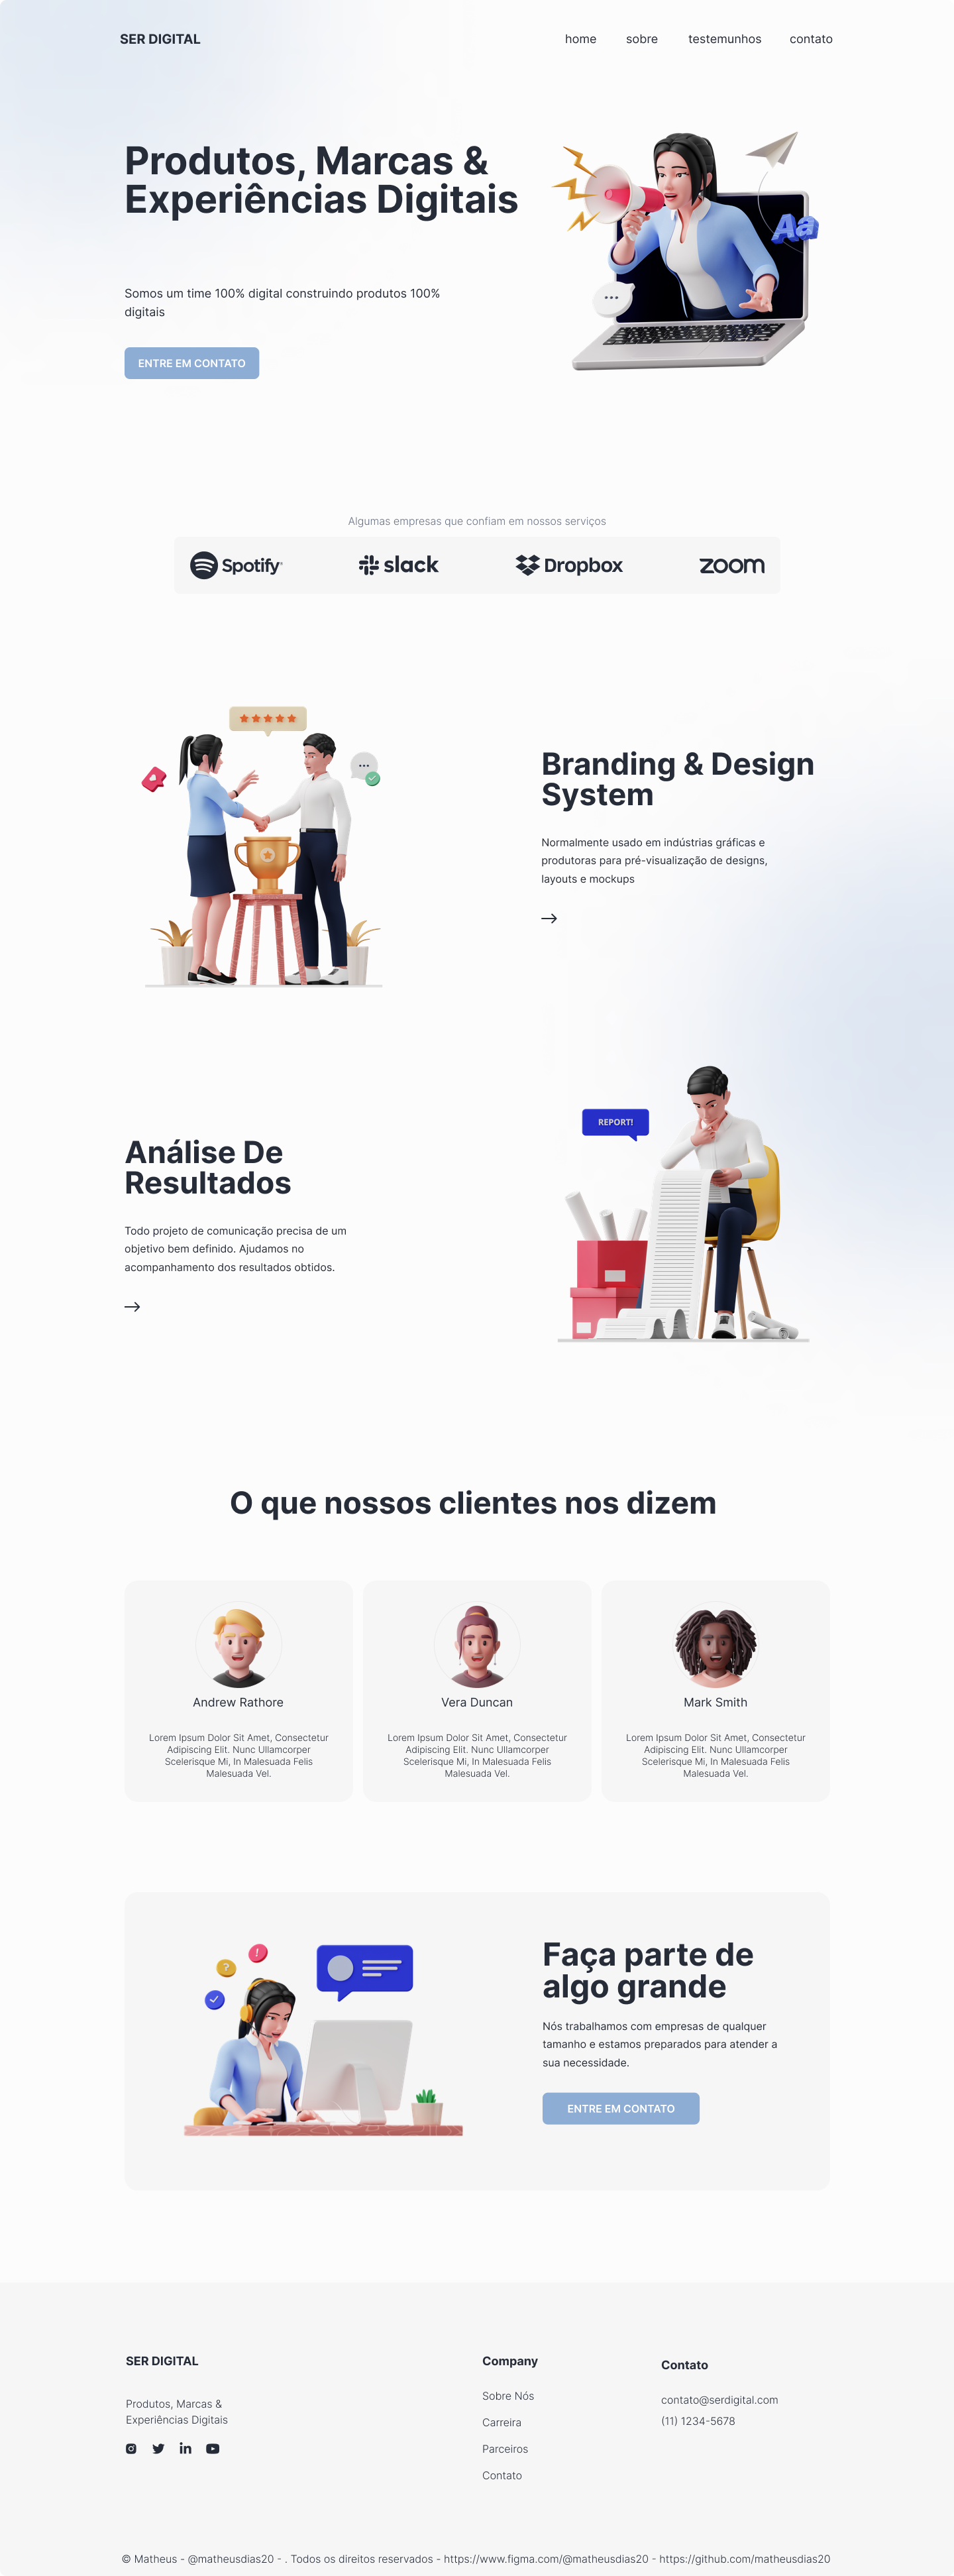 SER DIGITAL
home
sobre
testemunhos
contato
Produtos, Marcas &
Experiências Digitais
Aa
Somos um time 100% digital construindo produtos 100%
digitais
ENTRE EM CONTATO
Algumas empresas que confiam em nossos serviços
Spotify
slack
Dropbox
zoom
Branding & Design
System
Normalmente usado em indústrias gráficas e
produtoras para pré-visualização de designs,
layouts e mockups
REPORT!
Análise De
Resultados
Todo projeto de comunicação precisa de um
objetivo bem definido. Ajudamos no
acompanhamento dos resultados obtidos.
O que nossos clientes nos dizem
Andrew Rathore
Lorem Ipsum Dolor Sit Amet, Consectetur
Adipiscing Elit. Nunc Ullamcorper
Scelerisque Mi, In Malesuada Felis
Malesuada Vel.
Vera Duncan
Lorem Ipsum Dolor Sit Amet, Consectetur
Adipiscing Elit. Nunc Ullamcorper
Scelerisque Mi, In Malesuada Felis
Malesuada Vel.
Mark Smith
Lorem Ipsum Dolor Sit Amet, Consectetur
Adipiscing Elit. Nunc Ullamcorper
Scelerisque Mi, In Malesuada Felis
Malesuada Vel.
!
?
Faça parte de
algo grande
Nós trabalhamos com empresas de qualquer
tamanho e estamos preparados para atender a
sua necessidade.
ENTRE EM CONTATO
SER DIGITAL
Produtos, Marcas &
Experiências Digitais
in
Company
Sobre Nós
Carreira
Parceiros
Contato
Contato
contato@serdigital.com
(11) 1234-5678
© Matheus - @matheusdias20 - . Todos os direitos reservados - https://www.figma.com/@matheusdias20 - https://github.com/matheusdias20